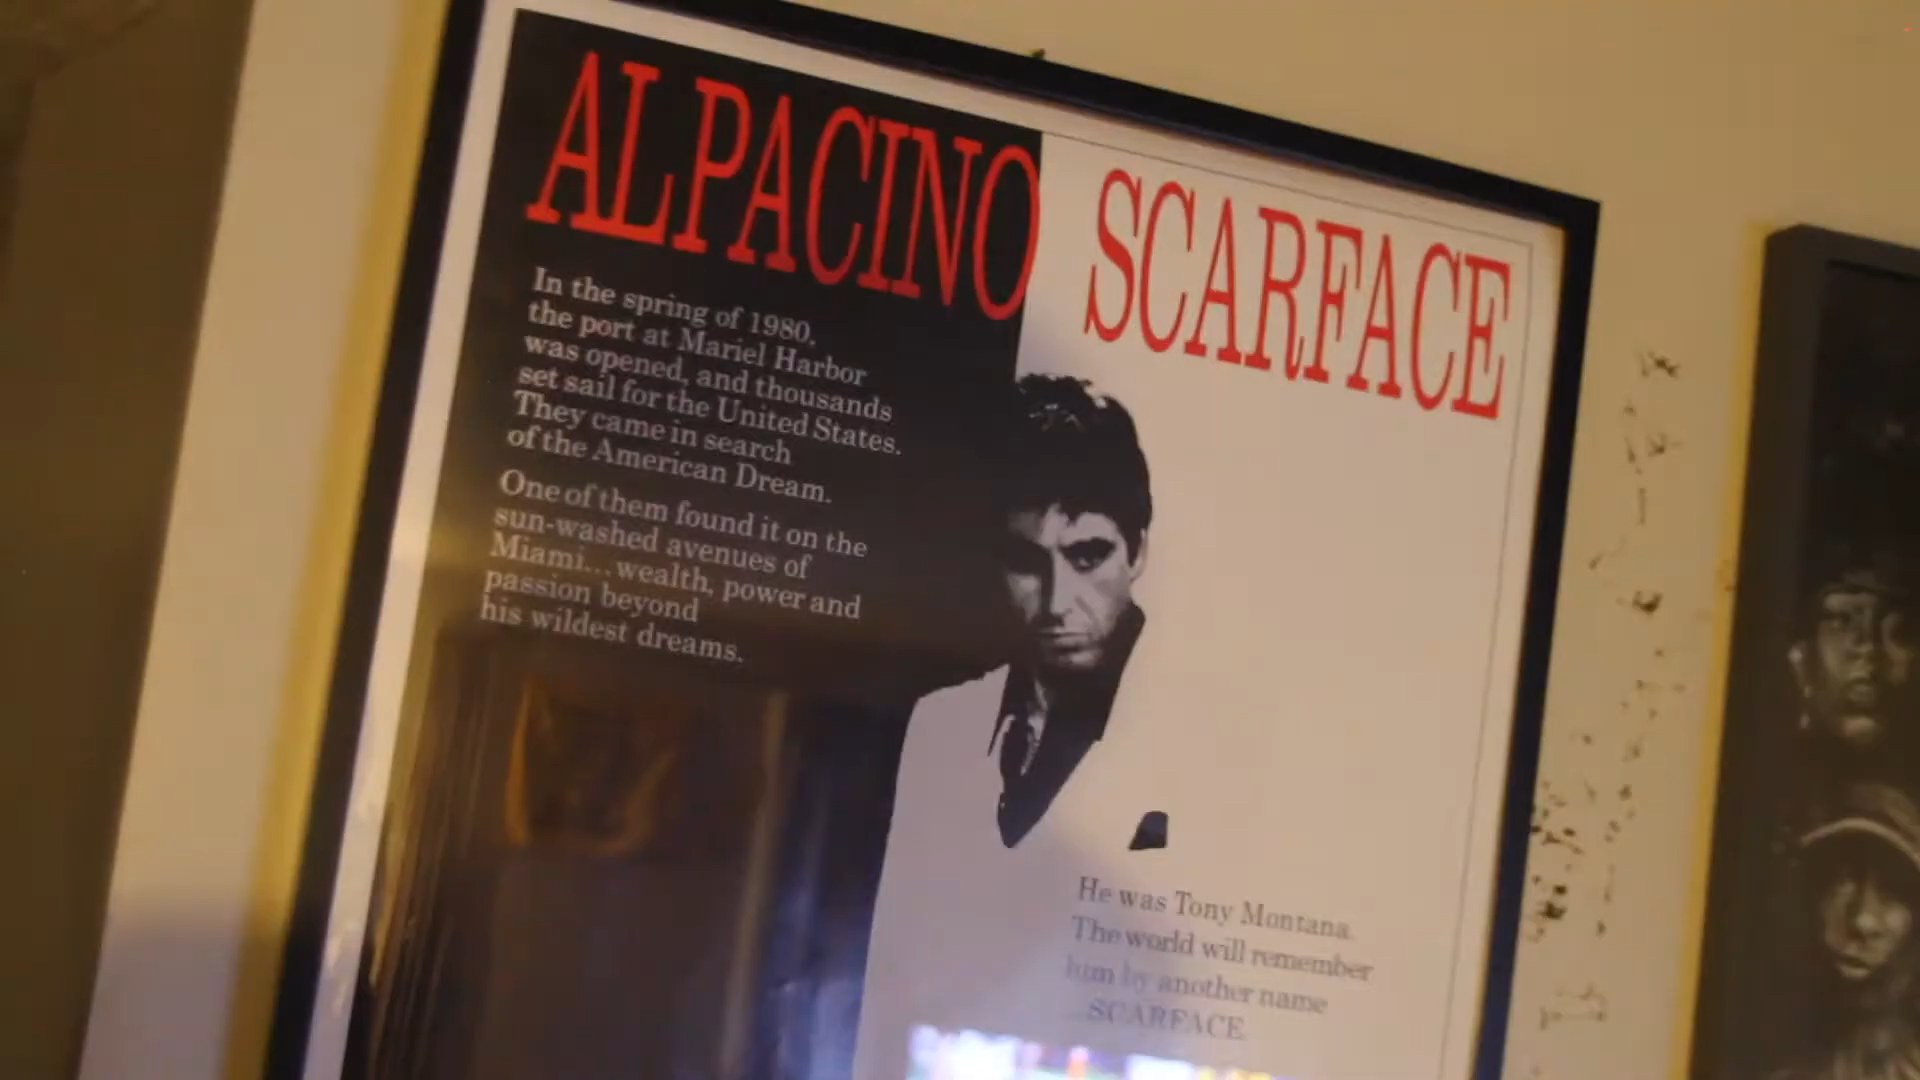 ALPACINO
SCARFACE
In the spring of 1980,
the port at Mariel Harbor
was opened, and thousands
set sail for the United States.
They came in search
of the American Dream.
One of them found it on the
sun-washed avenues of
Miami...wealth, power and
passion beyond
his wildest dreams.
He was Tony Montana.
The world will remember
him by another name
...SCARFACE.